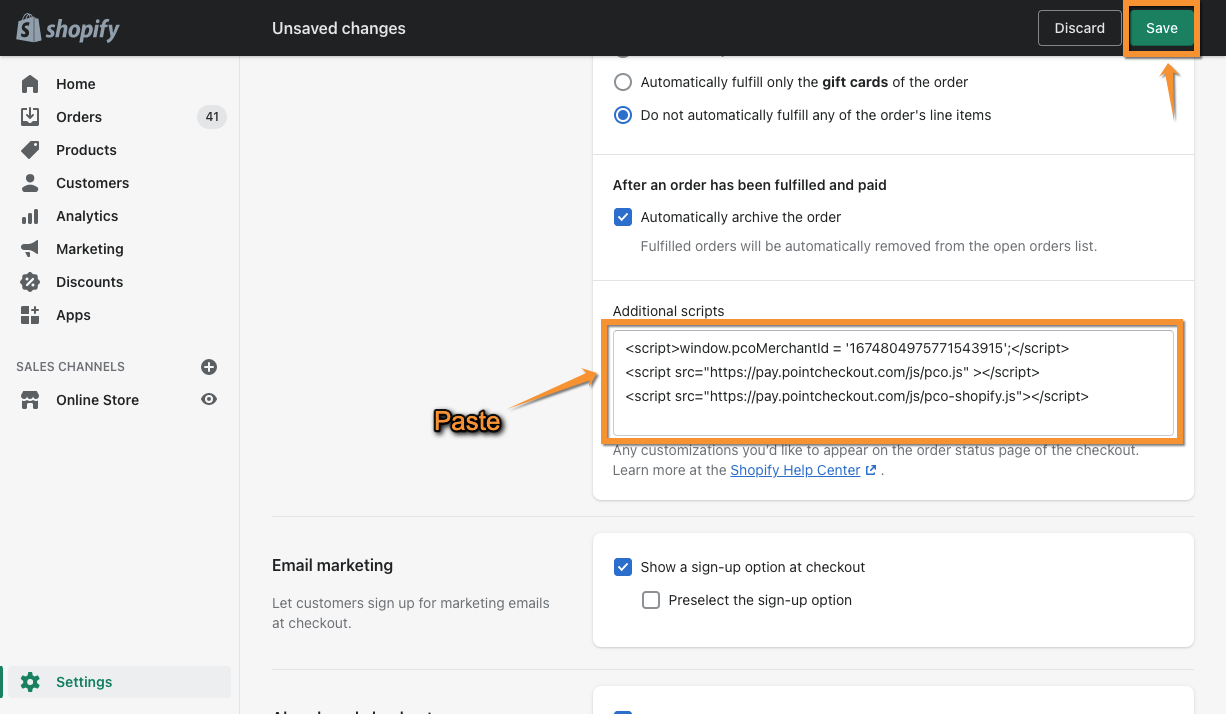 shopify
Unsaved changes
Discard
Save
Home
Orders
41
Products
Customers
Analytics
Marketing
Discounts
Apps
SALES CHANNELS
Online Store
Settings
Automatically fulfill only the gift cards of the order
Do not automatically fulfill any of the order's line items
After an order has been fulfilled and paid
Automatically archive the order
Fulfilled orders will be automatically removed from the open orders list.
Additional scripts
<script>window.pcoMerchantId = '1674804975771543915';</script>
<script src="https://pay.pointcheckout.com/js/pco.js" ></script>
<script src="https://pay.pointcheckout.com/js/pco-shopify.js"></script>
Paste
Any customizations you'd like to appear on the order status page of the checkout.
Learn more at the Shopify Help Center .
Email marketing
Let customers sign up for marketing emails
at checkout.
Show a sign-up option at checkout
Preselect the sign-up option